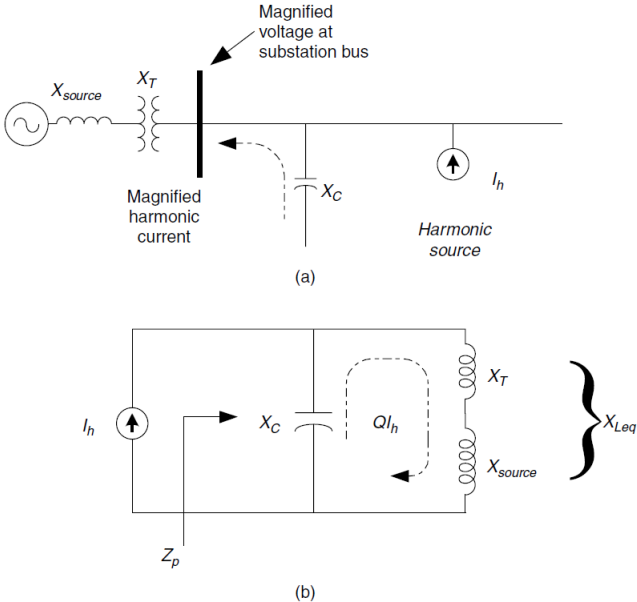 Magnified
voltage at
substation bus
X_T
X_source
I_h
X_C
Magnified
harmonic
current
Harmonic
source
(a)
X_T
I_h
X_C
QI_h
X_Leq
X_source
Z_p
(b)